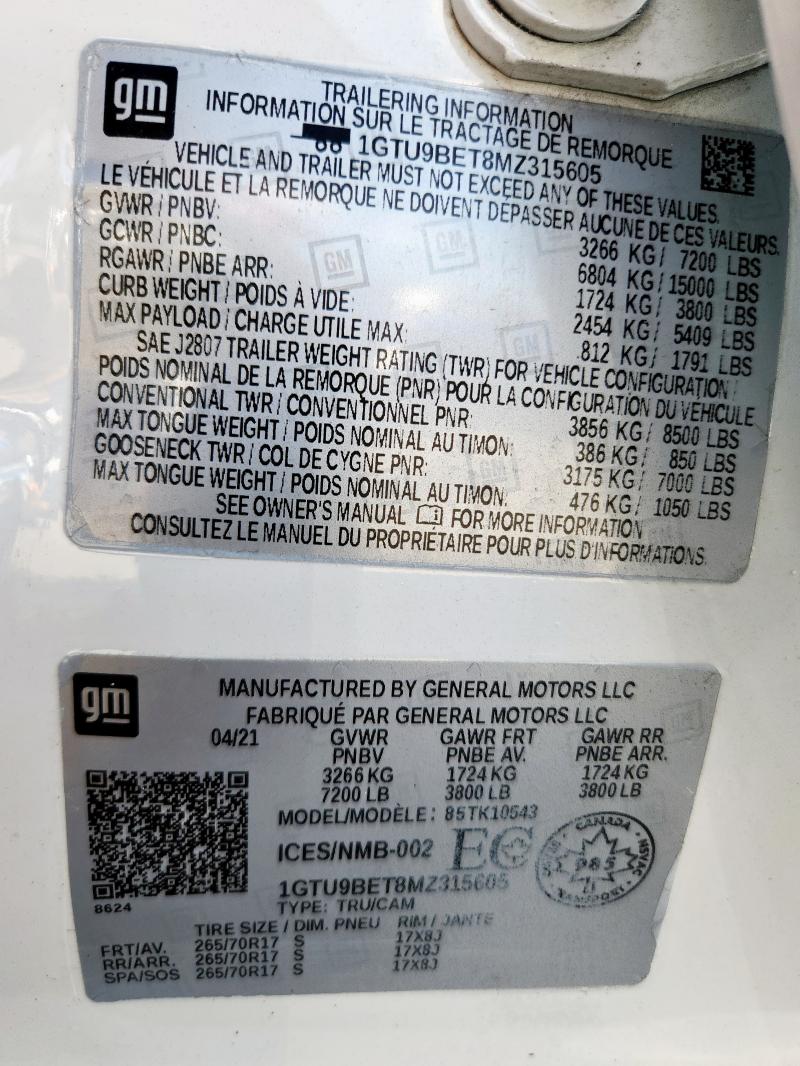 gm
TRAILERING INFORMATION
INFORMATION SUR LE TRACTAGE DE REMORQUE
1GTU9BET8MZ315605
VEHICLE AND TRAILER MUST NOT EXCEED ANY OF THESE VALUES.
LE VÉHICULE ET LA REMORQUE NE DOIVENT DÉPASSER AUCUNE DE CES VALEURS.
GVWR / PNBV: 3266 KG/ 7200 LBS
GCWR / PNBC: 6804 KG/ 15000 LBS
RGAWR / PNBE ARR: 1724 KG/ 3800 LBS
CURB WEIGHT / POIDS À VIDE: 2454 KG/ 5409 LBS
MAX PAYLOAD / CHARGE UTILE MAX: 812 KG/ 1791 LBS
SAE J2807 TRAILER WEIGHT RATING (TWR) FOR VEHICLE CONFIGURATION
POIDS NOMINAL DE LA REMORQUE (PNR) POUR LA CONFIGURATION DU VÉHICULE
CONVENTIONAL TWR / CONVENTIONNEL PNR: 3856 KG/ 8500 LBS
MAX TONGUE WEIGHT / POIDS NOMINAL AU TIMON: 386 KG/ 850 LBS
GOOSENECK TWR / COL DE CYGNE PNR: 3175 KG/ 7000 LBS
MAX TONGUE WEIGHT / POIDS NOMINAL AU TIMON: 476 KG/ 1050 LBS
SEE OWNER'S MANUAL FOR MORE INFORMATION
CONSULTEZ LE MANUEL DU PROPRIETAIRE POUR PLUS D'INFORMATIONS.
gm
MANUFACTURED BY GENERAL MOTORS LLC
FABRIQUÉ PAR GENERAL MOTORS LLC
04/21 GVWR GAWR FRT GAWR RR
PNBV PNBE AV. PNBE ARR.
3266 KG 1724 KG 1724 KG
7200 LB 3800 LB 3800 LB
MODEL/MODÈLE: 85TK10543
ICES/NMB-002 EC
CANADA
1GTU9BET8MZ315605
8624
TYPE: TRU/CAM
TIRE SIZE / DIM. PNEU RIM / JANTE
FRT/AV. 265/70R17 S 17X8J
RR/ARR. 265/70R17 S 17X8J
SPA/SOS 265/70R17 S 17X8J